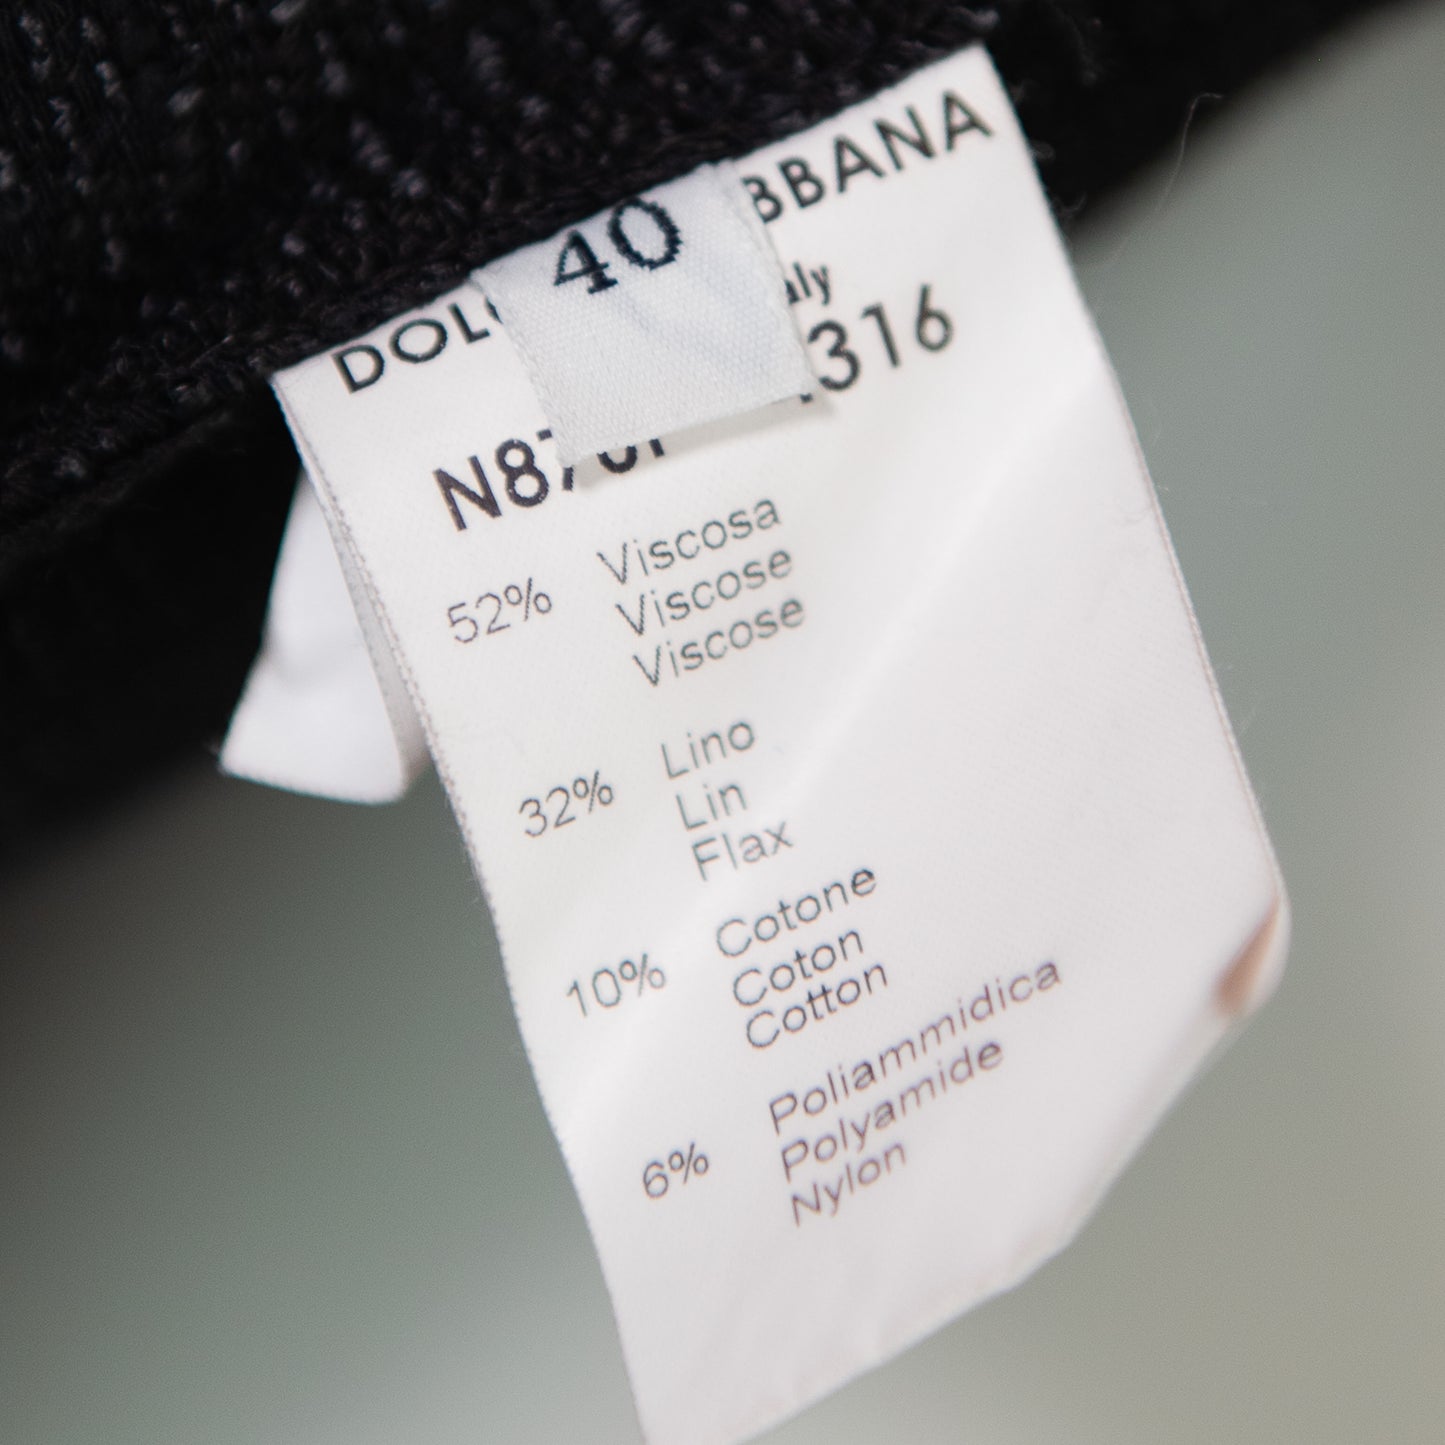 40
DOL BBANA
aly
316
N87
52% Viscosa
Viscose
Viscose
32% Lino
Lin
Flax
10% Cotone
Coton
Cotton
6% Poliammidica
Polyamide
Nylon